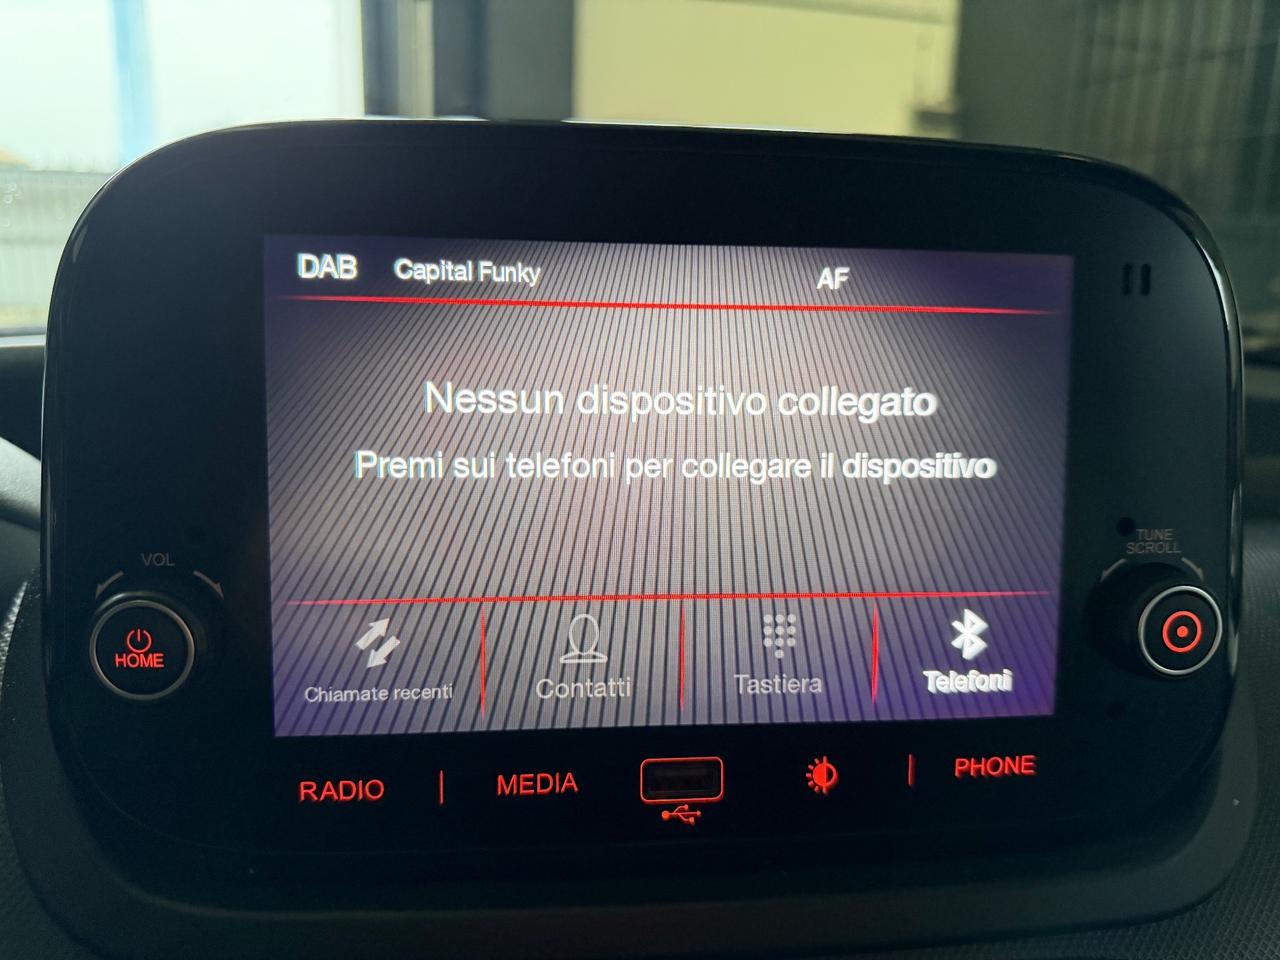 DAB Capital Funky AF
Nessun dispositivo collegato
Premi sui telefoni per collegare il dispositivo
VOL
TUNE
SCROLL
HOME
Chiamate recenti
Contatti
Tastiera
Telefoni
RADIO
MEDIA
PHONE